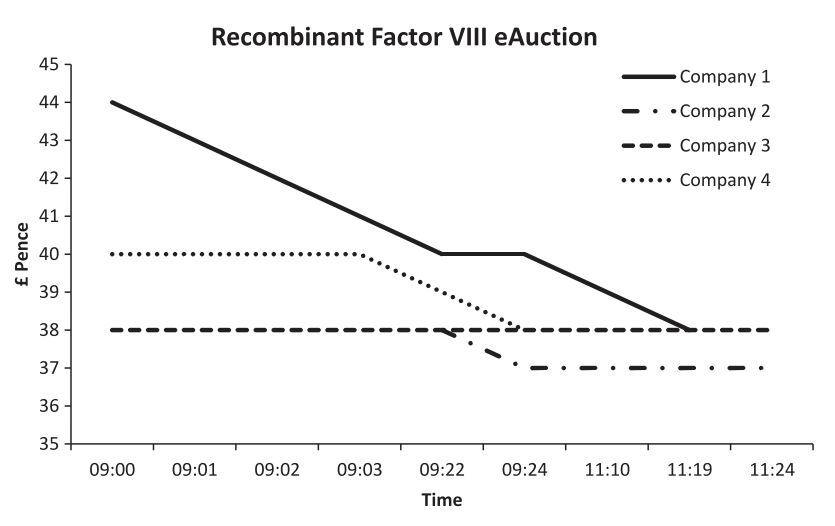 Recombinant Factor VIII eAuction
45
44
43
42
41
40
39
38
37
36
35
£ Pence
Company 1
Company 2
Company 3
Company 4
09:00 09:01 09:02 09:03 09:22 09:24 11:10 11:19 11:24
Time